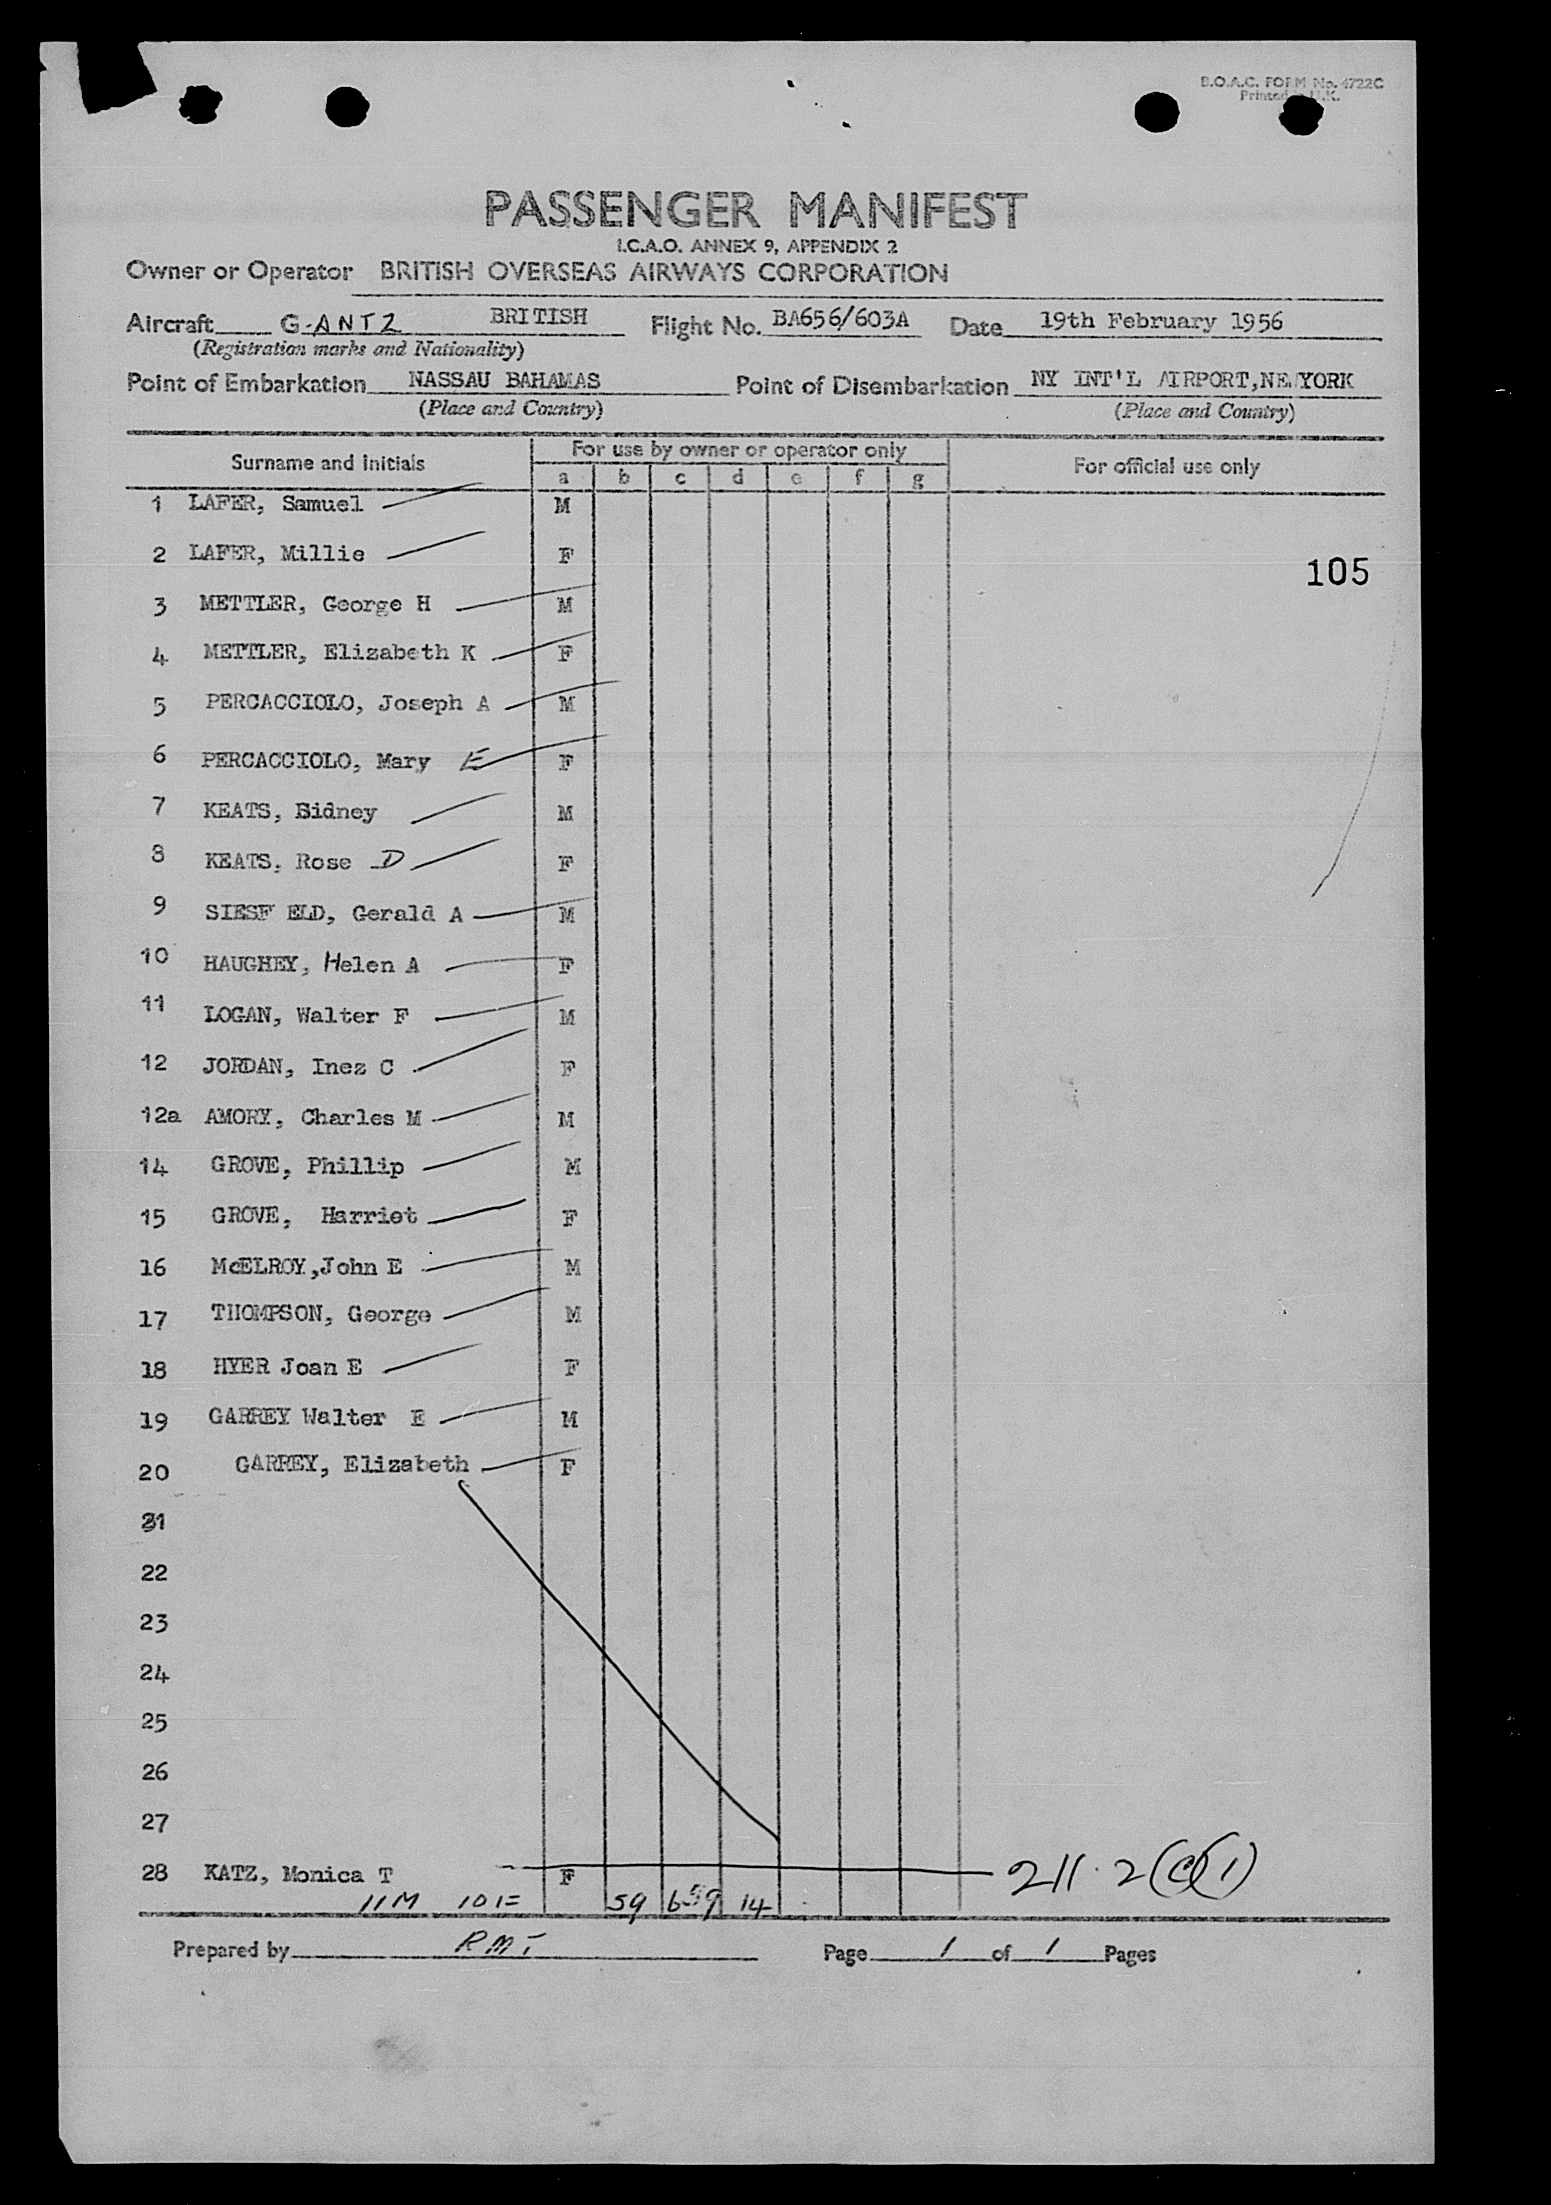 B.O.A.C. FORM No. 4722C
Printed U.K.
PASSENGER MANIFEST
I.C.A.O. ANNEX 9, APPENDIX 2
Owner or Operator BRITISH OVERSEAS AIRWAYS CORPORATION
Aircraft G-ANTZ BRITISH Flight No. BA656/603A Date 19th February 1956
(Registration marks and Nationality)
Point of Embarkation NASSAU BAHAMAS Point of Disembarkation NY INT'L AIRPORT,NEWYORK
(Place and Country) (Place and Country)
Surname and Initials For use by owner or operator only For official use only
a b c d e f g
1 LAFER, Samuel M
2 LAFER, Millie F
105
3 METTLER, George H M
4 METTLER, Elizabeth K F
5 PERCACCIOLO, Joseph A M
6 PERCACCIOLO, Mary E F
7 KEATS, Sidney M
8 KEATS, Rose D F
9 SIESF ELD, Gerald A M
10 HAUGHEY, Helen A F
11 LOGAN, Walter F M
12 JORDAN, Inez C F
12a AMORY, Charles M M
14 GROVE, Phillip M
15 GROVE, Harriet F
16 McELROY,John E M
17 THOMPSON, George M
18 HYER Joan E F
19 GARREY Walter E M
20 GARREY, Elizabeth F
21
22
23
24
25
26
27
28 KATZ, Monica T F 211. 2(C)(1)
11M 10F 59 659 14
Prepared by RMT Page 1 of 1 Pages